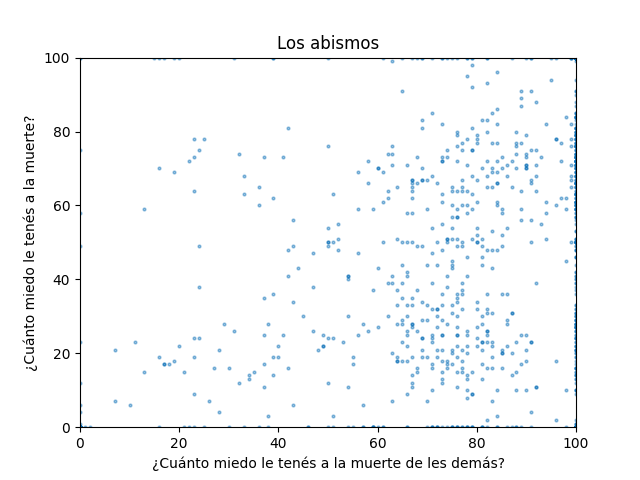 Los abismos
¿Cuánto miedo le tenés a la muerte?
100
80
60
40
20
0
0 20 40 60 80 100
¿Cuánto miedo le tenés a la muerte de les demás?